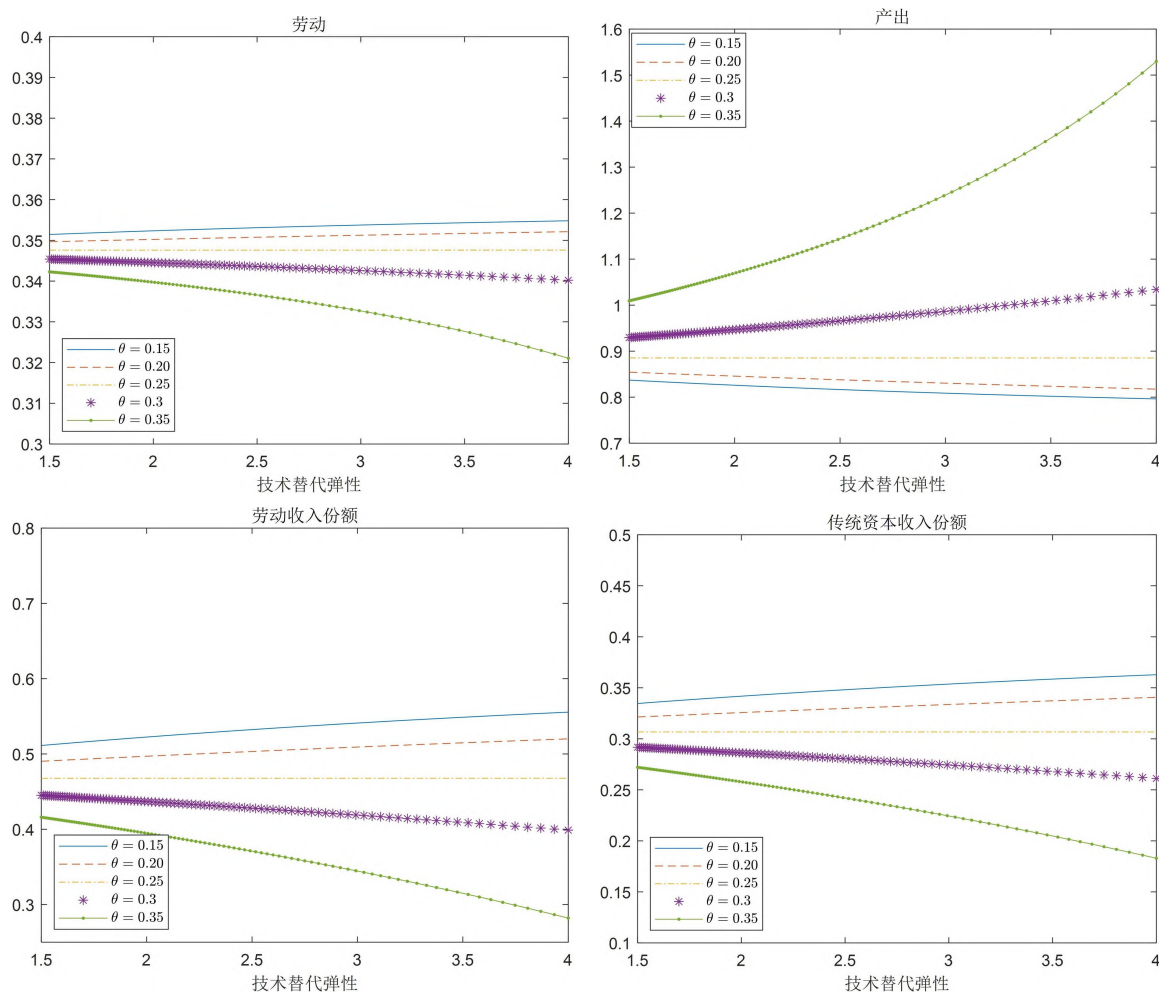 劳动
0.4
0.39
0.38
0.37
0.36
0.35
0.34
0.33
0.32
0.31
0.3
θ = 0.15
θ = 0.20
θ = 0.25
θ = 0.3
θ = 0.35
1.5 2 2.5 3 3.5 4
技术替代弹性
产出
1.6
1.5
1.4
1.3
1.2
1.1
1
0.9
0.8
0.7
θ = 0.15
θ = 0.20
θ = 0.25
θ = 0.3
θ = 0.35
1.5 2 2.5 3 3.5 4
技术替代弹性
劳动收入份额
0.8
0.7
0.6
0.5
0.4
0.3
θ = 0.15
θ = 0.20
θ = 0.25
θ = 0.3
θ = 0.35
1.5 2 2.5 3 3.5 4
技术替代弹性
传统资本收入份额
0.5
0.45
0.4
0.35
0.3
0.25
0.2
0.15
0.1
θ = 0.15
θ = 0.20
θ = 0.25
θ = 0.3
θ = 0.35
1.5 2 2.5 3 3.5 4
技术替代弹性